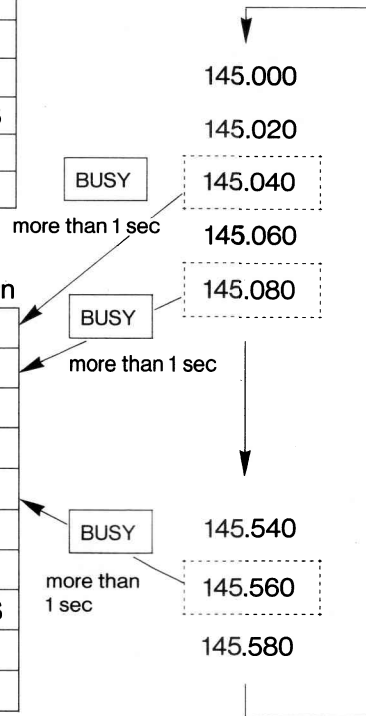 145.000
145.020
BUSY
145.040
more than 1 sec
145.060
n
145.080
BUSY
more than 1 sec
145.540
BUSY
145.560
more than
1 sec
145.580